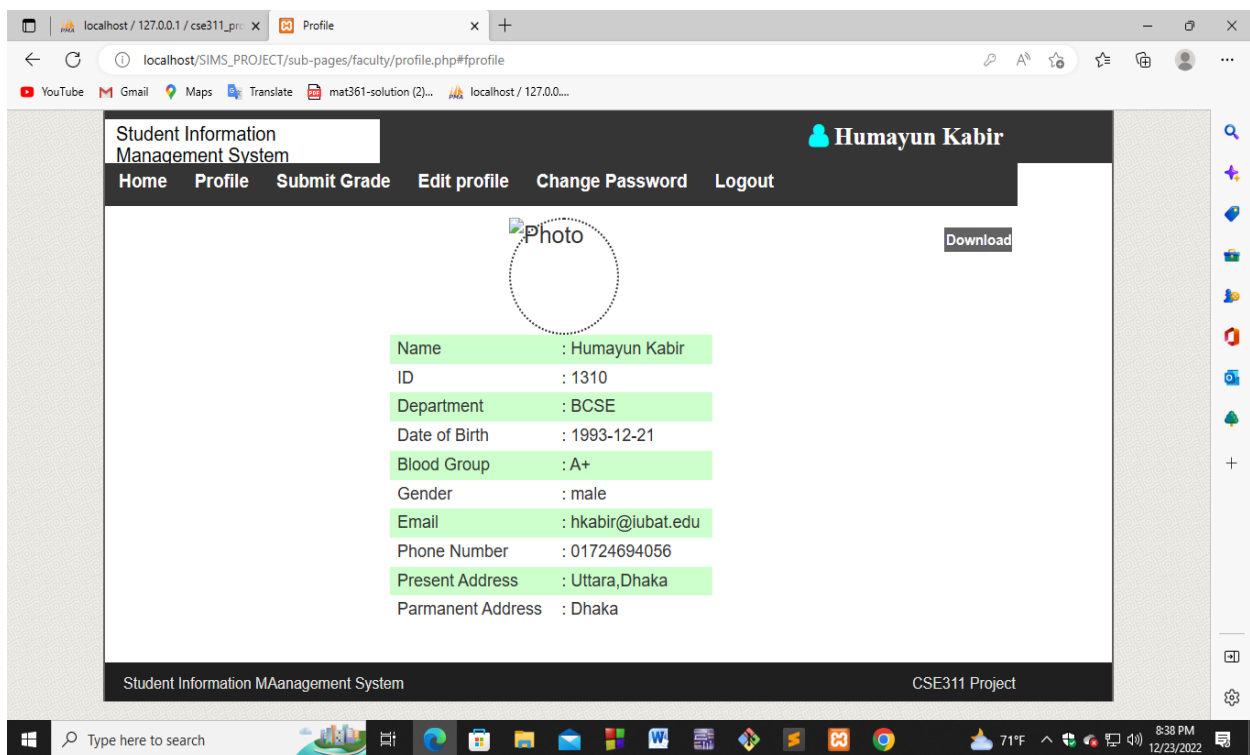 localhost / 127.0.0.1 / cse311_pro
Profile
localhost/SIMS_PROJECT/sub-pages/faculty/profile.php#fprofile
YouTube Gmail Maps Translate mat361-solution (2)... localhost / 127.0.0....
Student Information
Management System
Humayun Kabir
Home Profile Submit Grade Edit profile Change Password Logout
Photo
Download
Name : Humayun Kabir
ID : 1310
Department : BCSE
Date of Birth : 1993-12-21
Blood Group : A+
Gender : male
Email : hkabir@iubat.edu
Phone Number : 01724694056
Present Address : Uttara,Dhaka
Parmanent Address : Dhaka
Student Information MAanagement System CSE311 Project
Type here to search
71°F
8:38 PM
12/23/2022